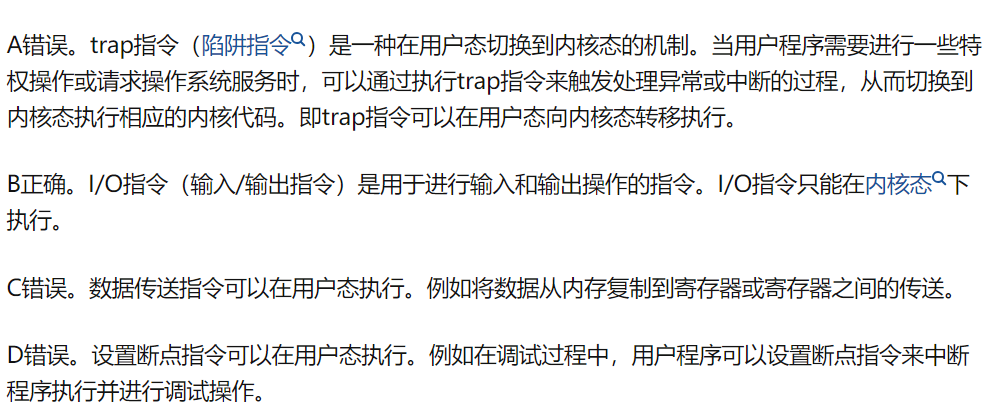 A错误。trap指令（陷阱指令）是一种在用户态切换到内核态的机制。当用户程序需要进行一些特
权操作或请求操作系统服务时，可以通过执行trap指令来触发处理异常或中断的过程，从而切换到
内核态执行相应的内核代码。即trap指令可以在用户态向内核态转移执行。
B正确。I/O指令（输入/输出指令）是用于进行输入和输出操作的指令。I/O指令只能在内核态下
执行。
C错误。数据传送指令可以在用户态执行。例如将数据从内存复制到寄存器或寄存器之间的传送。
D错误。设置断点指令可以在用户态执行。例如在调试过程中，用户程序可以设置断点指令来中断
程序执行并进行调试操作。